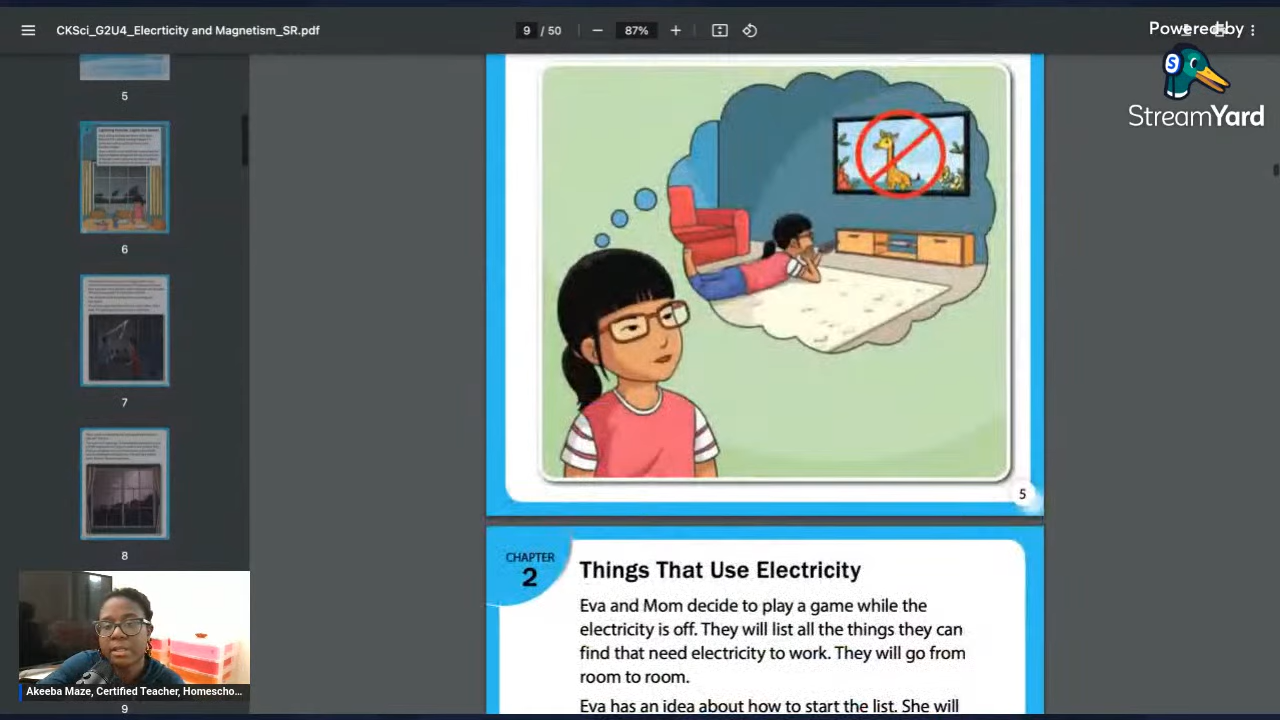 CKSci_G2U4_Elecrticity and Magnetism_SR.pdf
9 / 50
87%
Powered by
S
StreamYard
5
6
7
8
9
5
CHAPTER
2
Things That Use Electricity
Eva and Mom decide to play a game while the
electricity is off. They will list all the things they can
find that need electricity to work. They will go from
room to room.
Eva has an idea about how to start the list. She will
Akeeba Maze, Certified Teacher, Homescho...